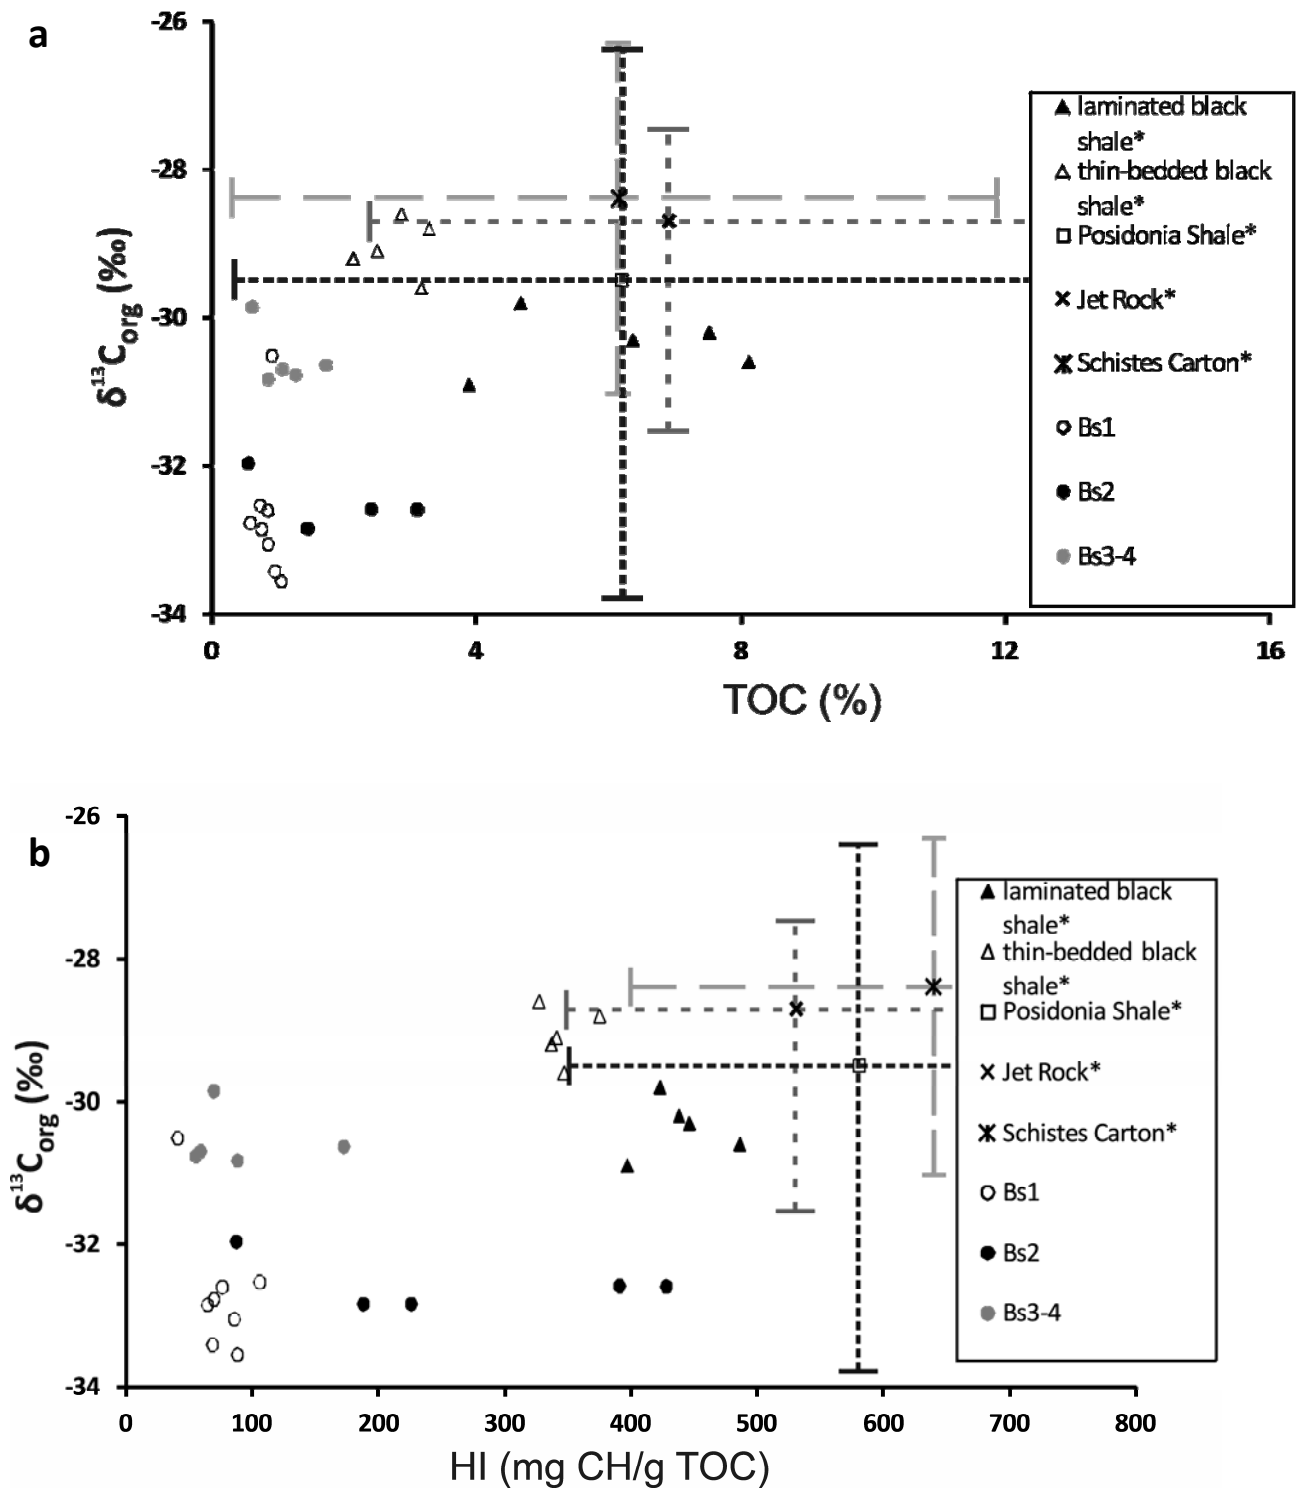 a
-26
-28
-30
-32
-34
δ¹³C_org (‰)
0 4 8 12 16
TOC (%)
laminated black
shale*
thin-bedded black
shale*
Posidonia Shale*
Jet Rock*
Schistes Carton*
Bs1
Bs2
Bs3-4
b
-26
-28
-30
-32
-34
δ¹³C_org (‰)
0 100 200 300 400 500 600 700 800
HI (mg CH/g TOC)
laminated black
shale*
thin-bedded black
shale*
Posidonia Shale*
Jet Rock*
Schistes Carton*
Bs1
Bs2
Bs3-4